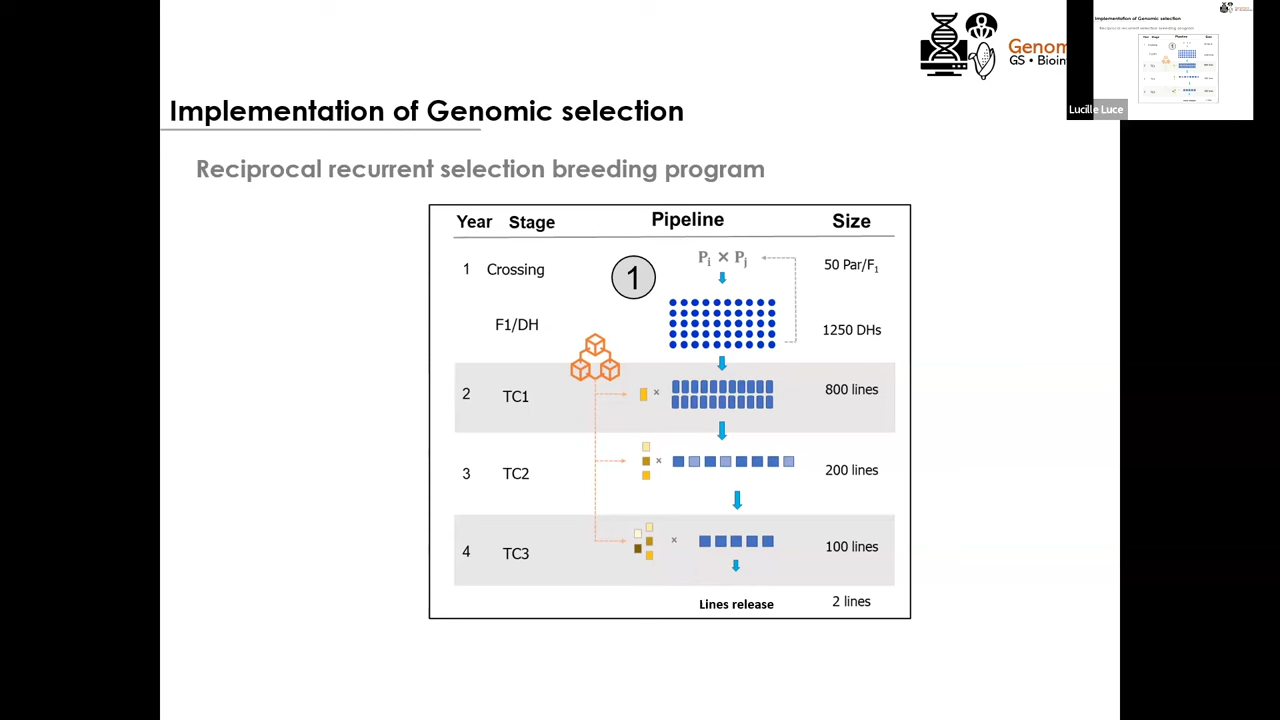 Genom
GS • Bioin
Lucille Luce
Implementation of Genomic selection
Reciprocal recurrent selection breeding program
Year Stage Pipeline Size
1 Crossing 1 Pi × Pj 50 Par/F1
F1/DH 1250 DHs
2 TC1 × 800 lines
3 TC2 × 200 lines
4 TC3 × 100 lines
Lines release 2 lines